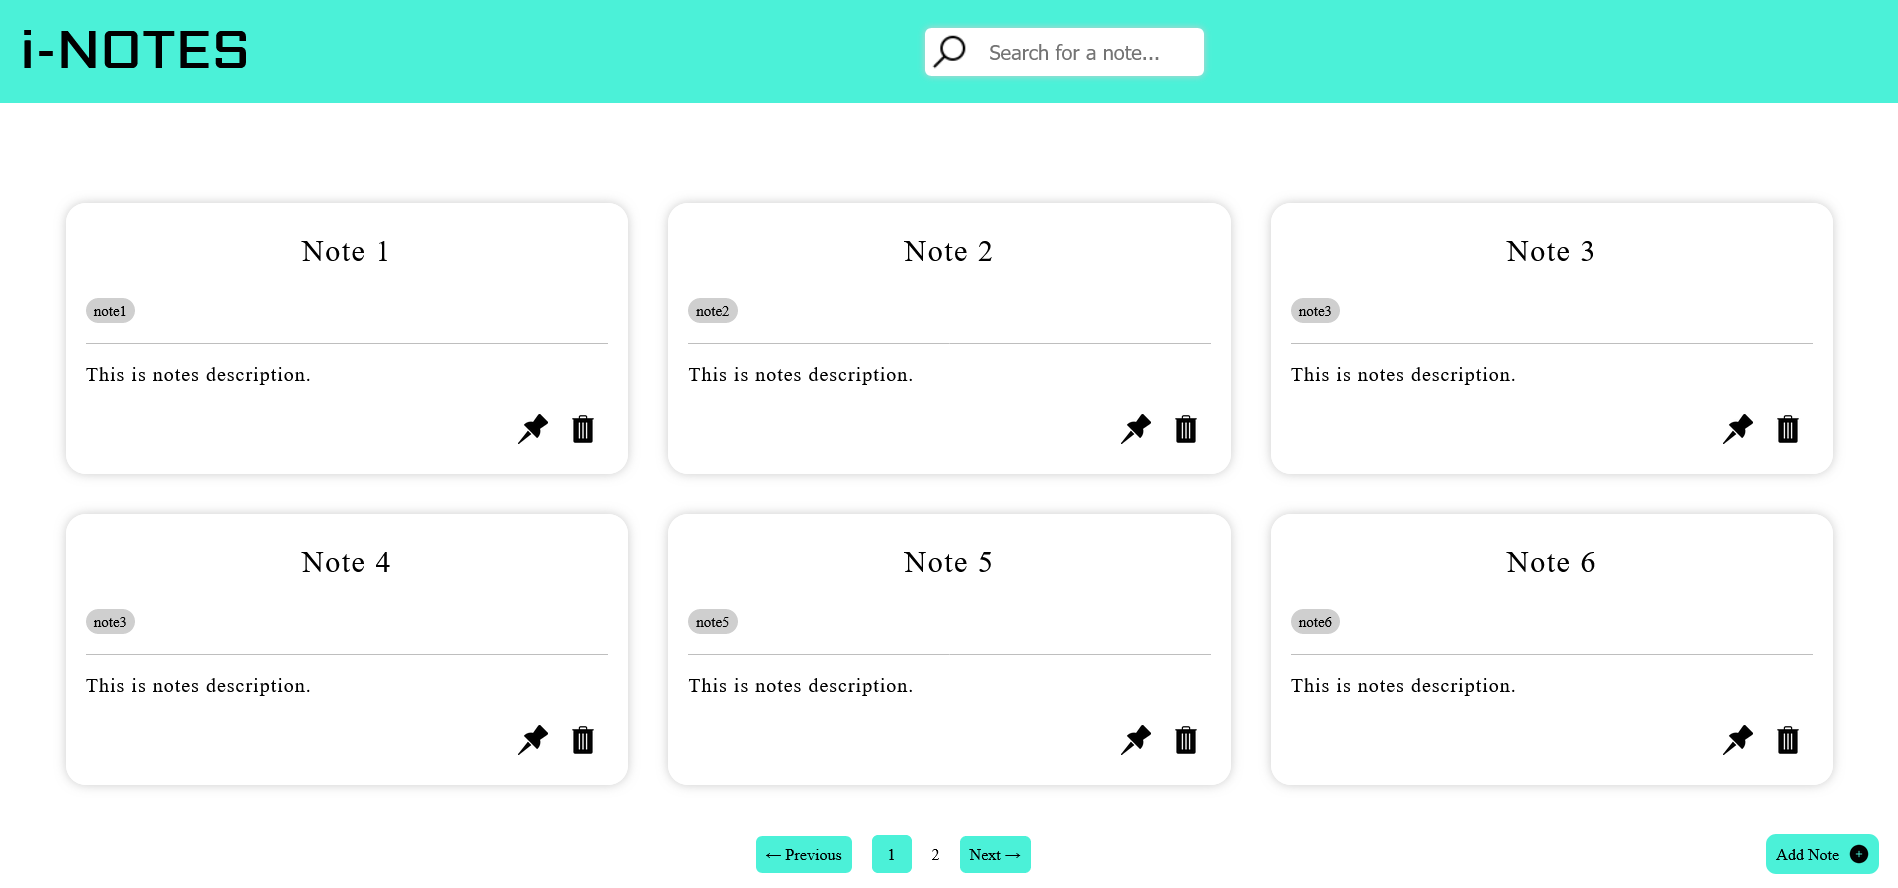 i-NOTES
Search for a note...
Note 1
note1
This is notes description.
Note 2
note2
This is notes description.
Note 3
note3
This is notes description.
Note 4
note3
This is notes description.
Note 5
note5
This is notes description.
Note 6
note6
This is notes description.
← Previous 1 2 Next →
Add Note